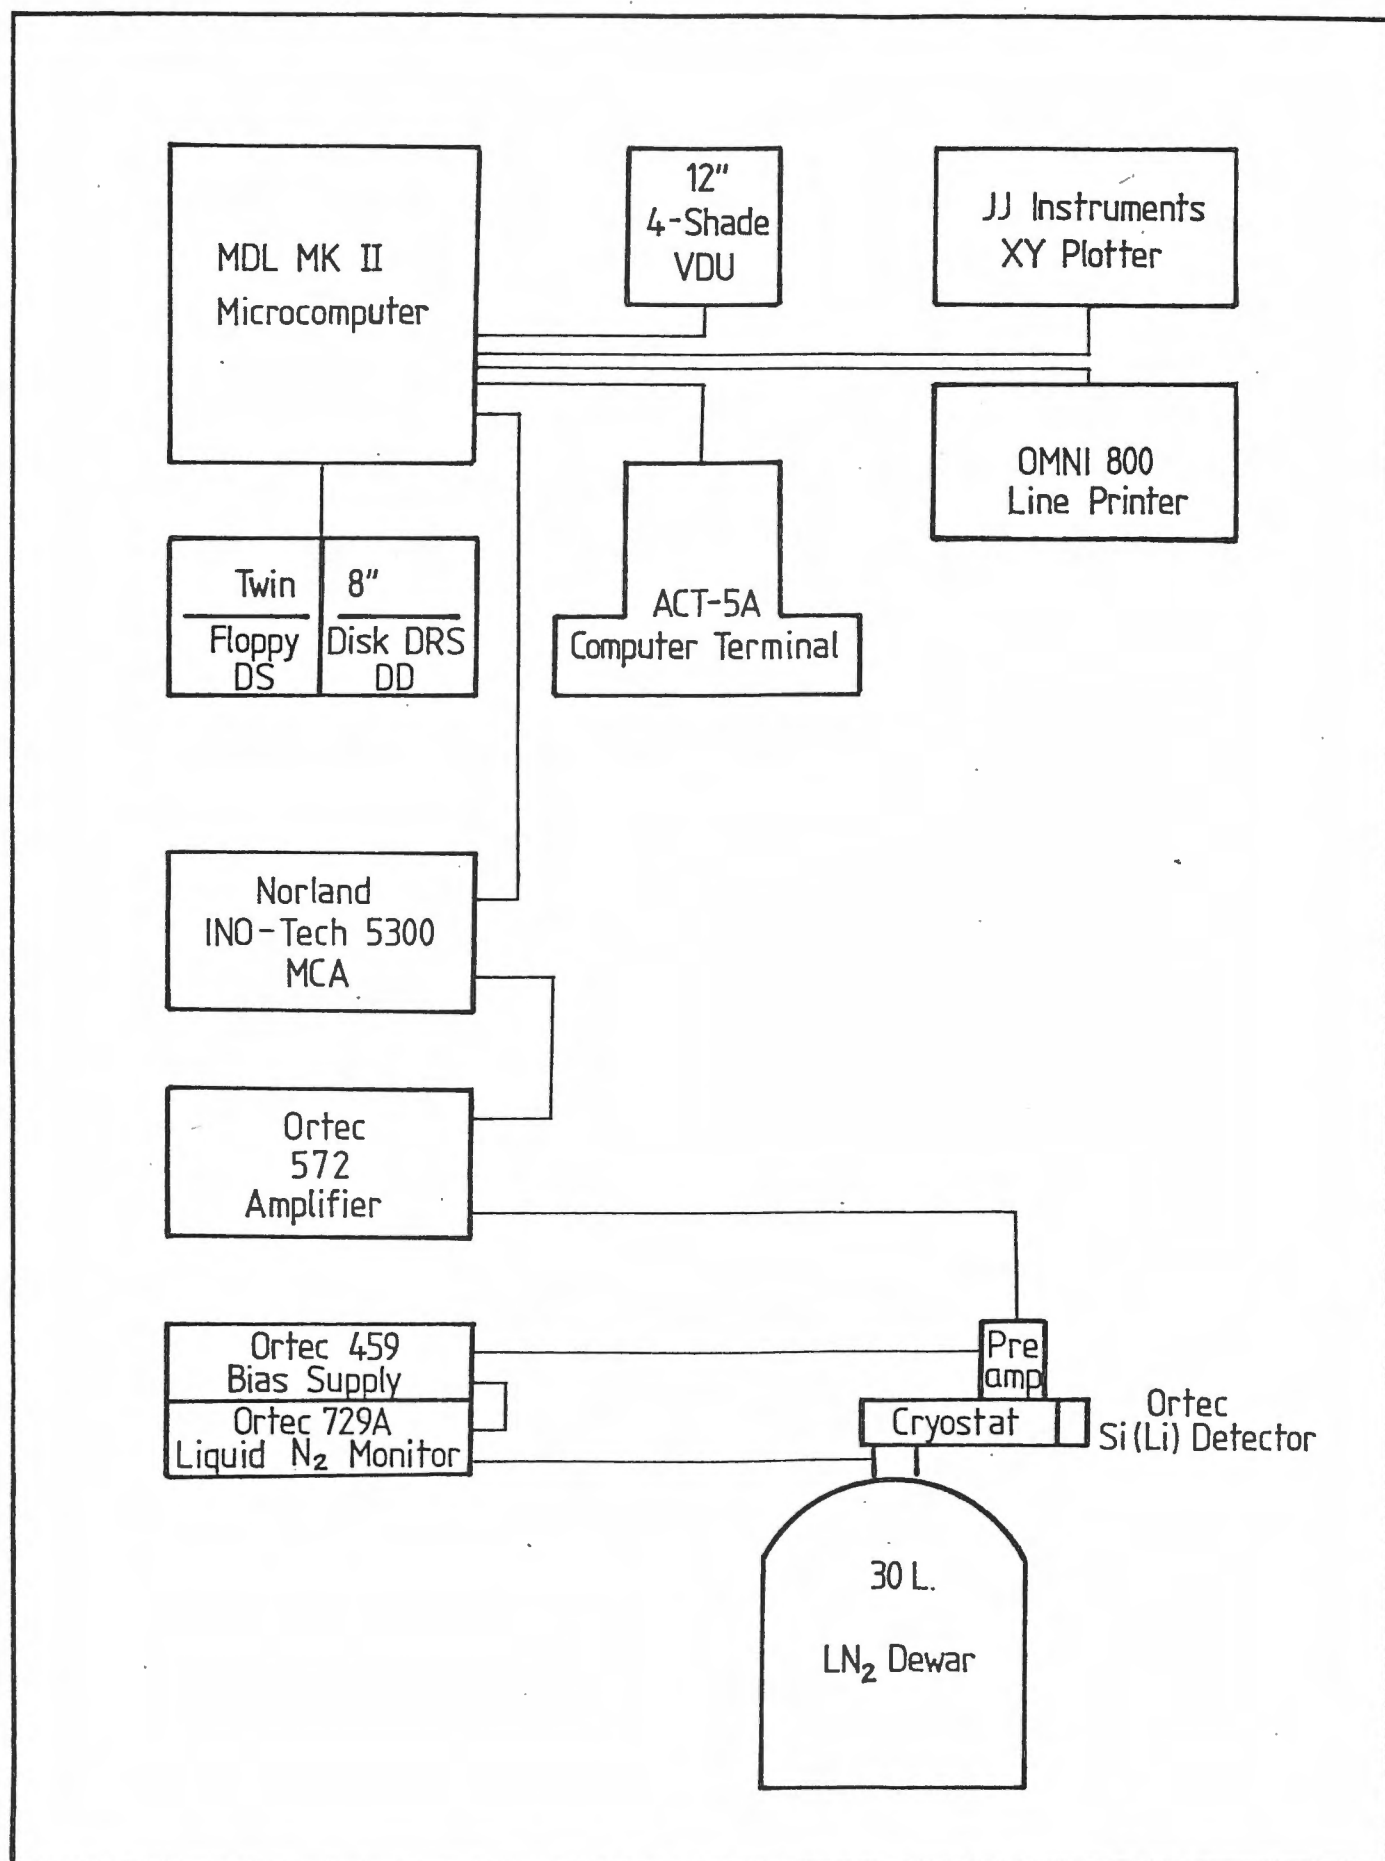 MDL MK II
Microcomputer
12"
4-Shade
VDU
JJ Instruments
XY Plotter
OMNI 800
Line Printer
Twin 8"
Floppy Disk DRS
DS DD
ACT-5A
Computer Terminal
Norland
INO-Tech 5300
MCA
Ortec
572
Amplifier
Ortec 459
Bias Supply
Ortec 729A
Liquid N₂ Monitor
Pre
amp
Cryostat
Ortec
Si(Li) Detector
30 L.
LN₂ Dewar